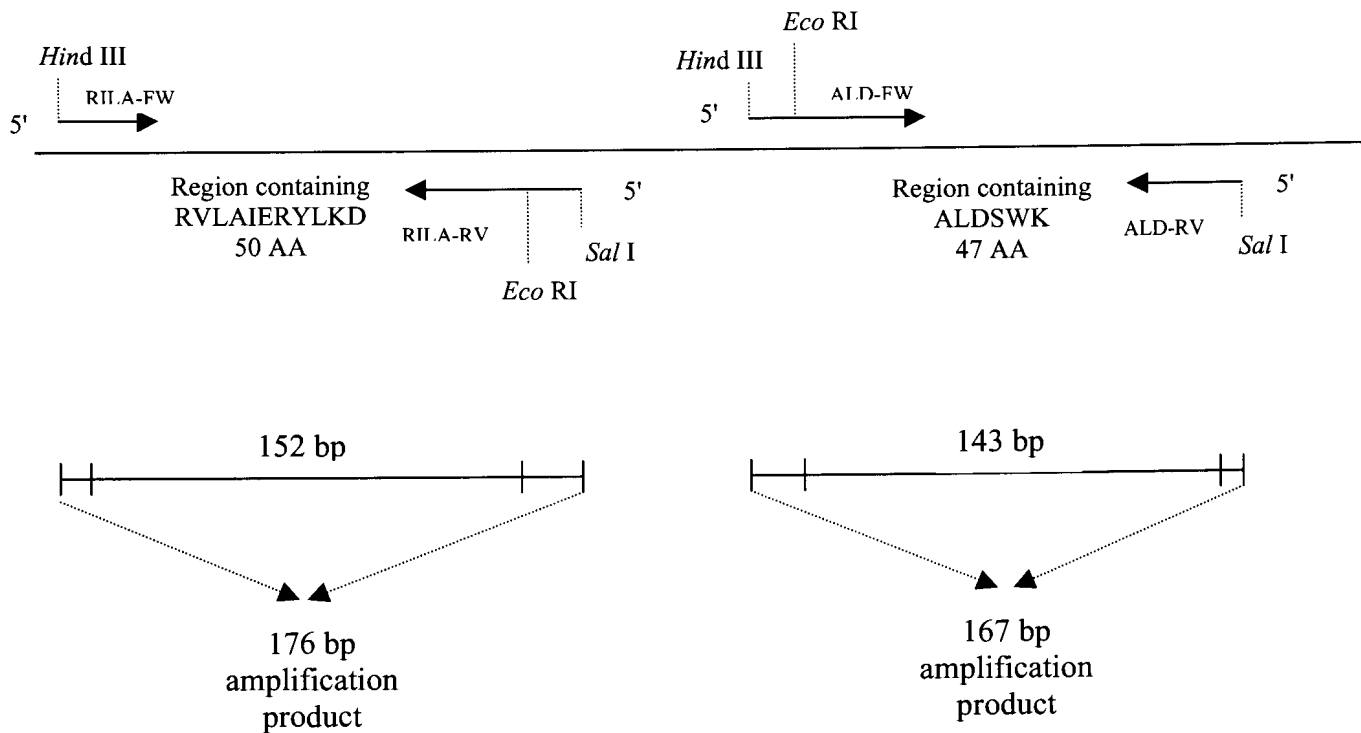 Eco RI
Hind III
Hind III
RILA-FW
ALD-FW
5'
5'
Region containing
RVLAIERYLKD
50 AA
5'
RILA-RV
Sal I
Eco RI
Region containing
ALDSWK
47 AA
5'
ALD-RV
Sal I
152 bp
143 bp
176 bp
amplification
product
167 bp
amplification
product